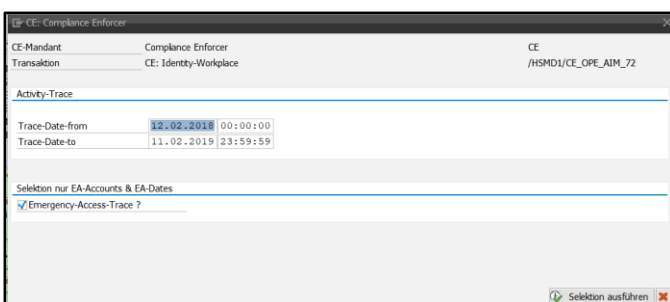 CE: Compliance Enforcer
CE-Mandant Compliance Enforcer CE
Transaktion CE: Identity-Workplace /HSMD1/CE_OPE_AIM_72
Activity-Trace
Trace-Date-from 12.02.2018 00:00:00
Trace-Date-to 11.02.2019 23:59:59
Selektion nur EA-Accounts & EA-Dates
Emergency-Access-Trace ?
Selektion ausführen